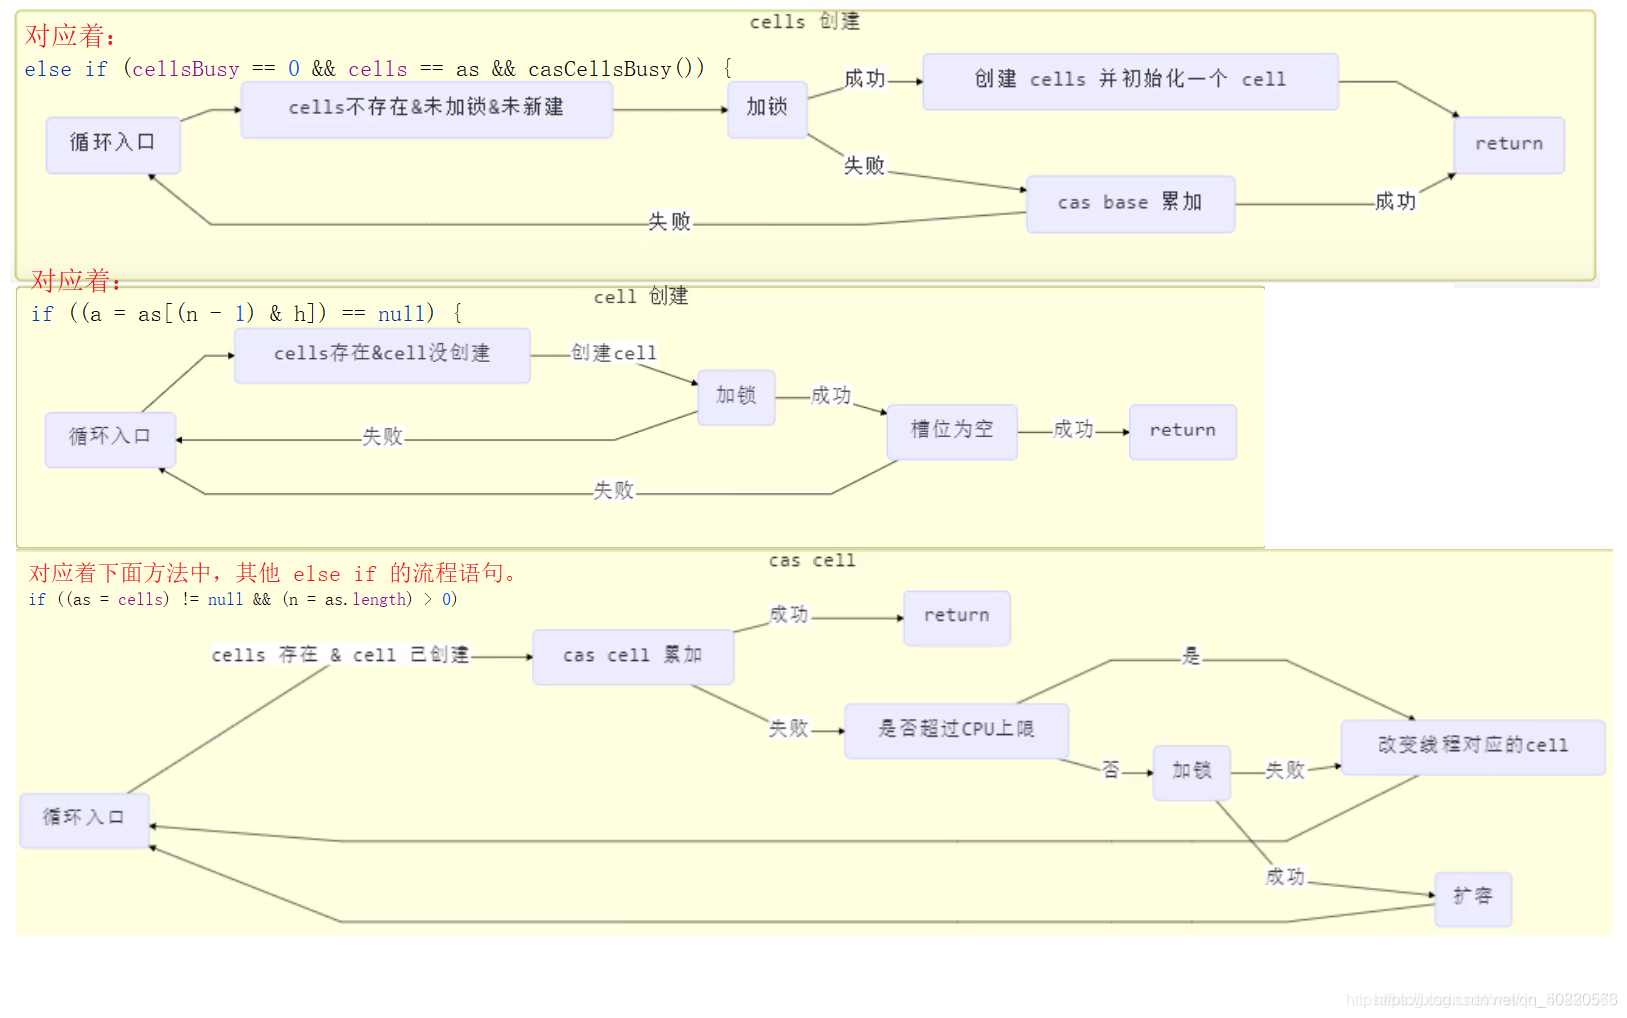 cells 创建
对应着：
else if (cellsBusy == 0 && cells == as && casCellsBusy()) {
cells不存在&未加锁&未新建
加锁
成功
创建 cells 并初始化一个 cell
循环入口
return
失败
cas base 累加
成功
失败
对应着：
cell 创建
if ((a = as[(n - 1) & h]) == null) {
cells存在&cell没创建
创建cell
加锁
成功
循环入口
失败
槽位为空
成功
return
失败
cas cell
对应着下面方法中，其他 else if 的流程语句。
if ((as = cells) != null && (n = as.length) > 0)
成功
return
cells 存在 & cell 已创建
cas cell 累加
是
失败
是否超过CPU上限
改变线程对应的cell
否
加锁
失败
循环入口
成功
扩容